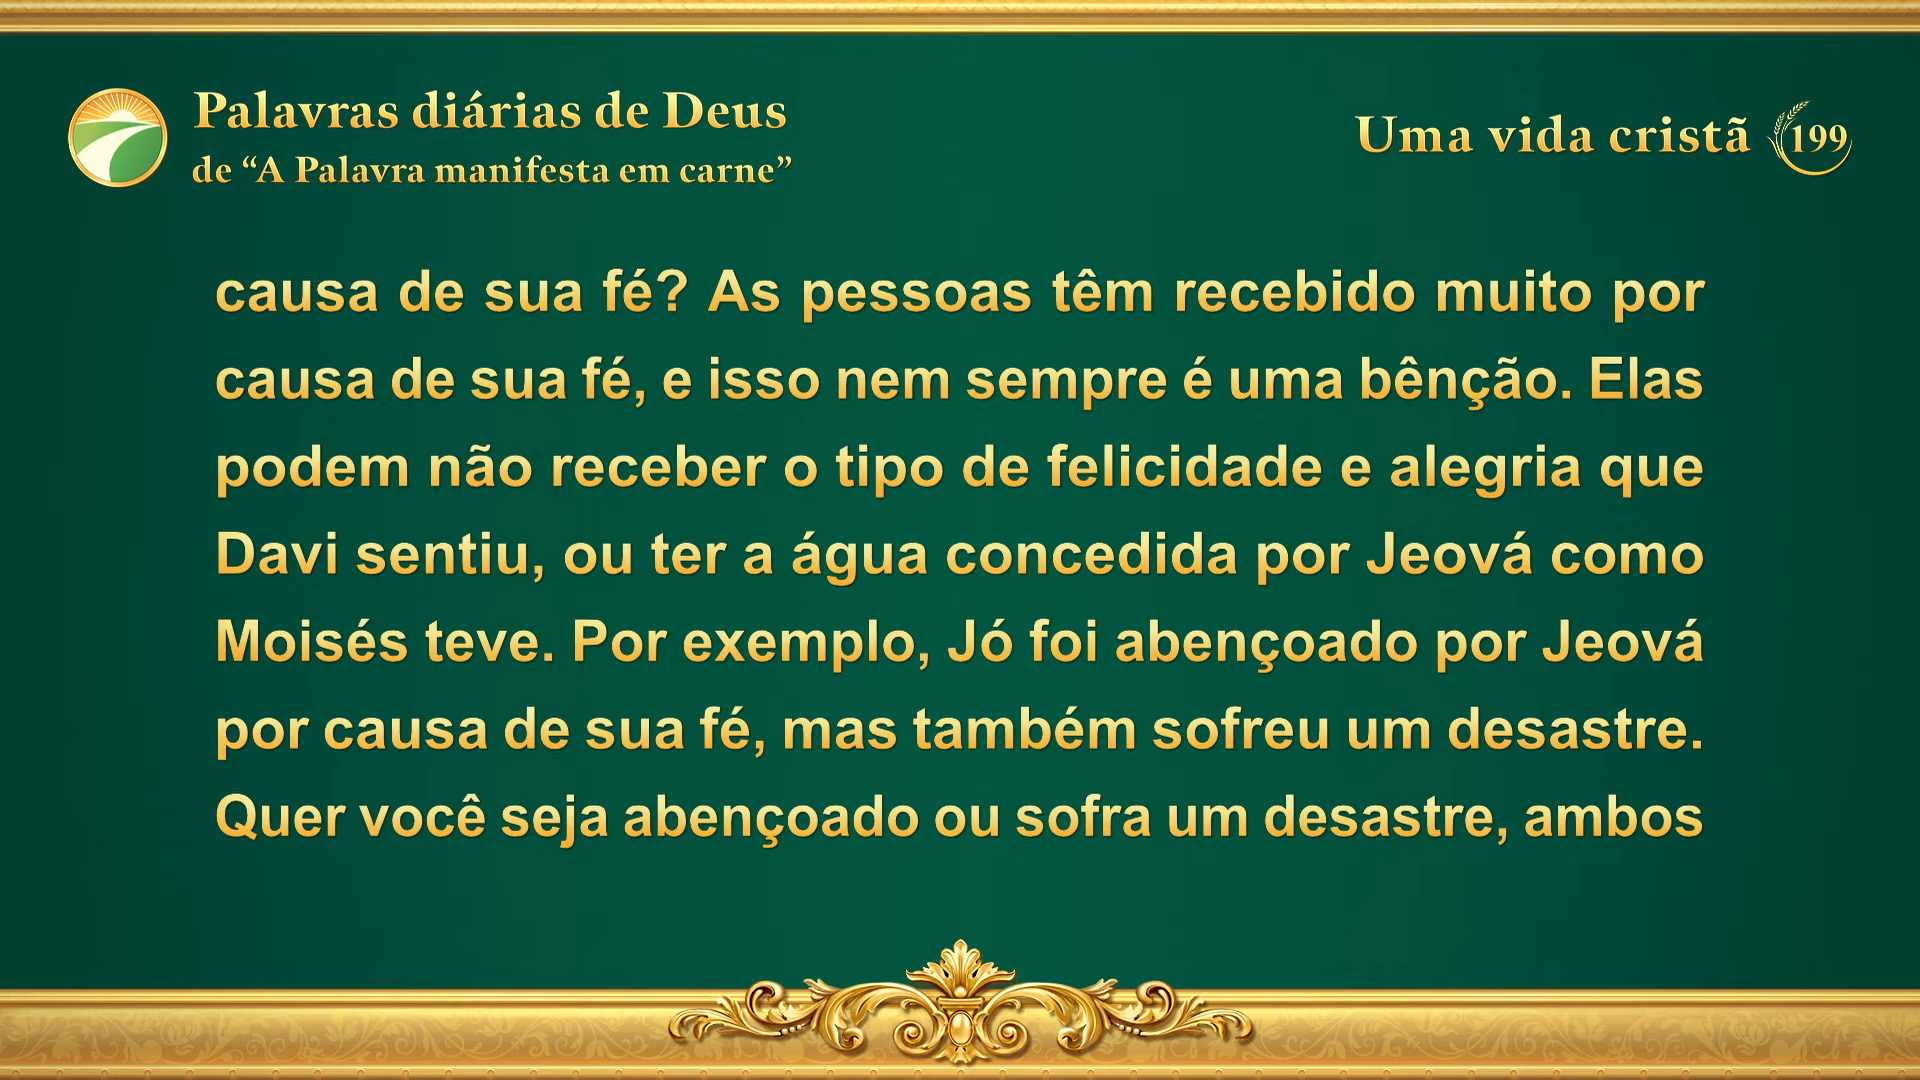 Palavras diárias de Deus
de “A Palavra manifesta em carne”
Uma vida cristã 199
causa de sua fé? As pessoas têm recebido muito por
causa de sua fé, e isso nem sempre é uma bênção. Elas
podem não receber o tipo de felicidade e alegria que
Davi sentiu, ou ter a água concedida por Jeová como
Moisés teve. Por exemplo, Jó foi abençoado por Jeová
por causa de sua fé, mas também sofreu um desastre.
Quer você seja abençoado ou sofra um desastre, ambos